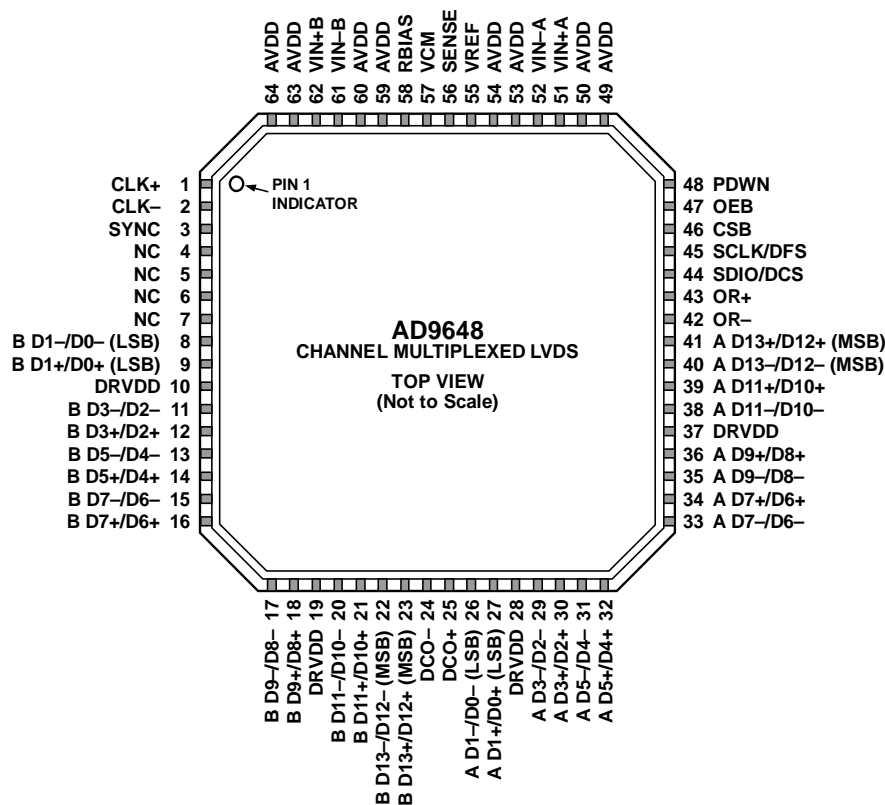 64 AVDD
63 AVDD
62 VIN+B
61 VIN–B
60 AVDD
59 AVDD
58 RBIAS
57 VCM
56 SENSE
55 VREF
54 AVDD
53 AVDD
52 VIN–A
51 VIN+A
50 AVDD
49 AVDD
CLK+ 1
CLK– 2
SYNC 3
NC 4
NC 5
NC 6
NC 7
B D1–/D0– (LSB) 8
B D1+/D0+ (LSB) 9
DRVDD 10
B D3–/D2– 11
B D3+/D2+ 12
B D5–/D4– 13
B D5+/D4+ 14
B D7–/D6– 15
B D7+/D6+ 16
PIN 1
INDICATOR
AD9648
CHANNEL MULTIPLEXED LVDS
TOP VIEW
(Not to Scale)
48 PDWN
47 OEB
46 CSB
45 SCLK/DFS
44 SDIO/DCS
43 OR+
42 OR–
41 A D13+/D12+ (MSB)
40 A D13–/D12– (MSB)
39 A D11+/D10+
38 A D11–/D10–
37 DRVDD
36 A D9+/D8+
35 A D9–/D8–
34 A D7+/D6+
33 A D7–/D6–
B D9–/D8– 17
B D9+/D8+ 18
DRVDD 19
B D11–/D10– 20
B D11+/D10+ 21
B D13–/D12– (MSB) 22
B D13+/D12+ (MSB) 23
DCO– 24
DCO+ 25
A D1–/D0– (LSB) 26
A D1+/D0+ (LSB) 27
DRVDD 28
A D3–/D2– 29
A D3+/D2+ 30
A D5–/D4– 31
A D5+/D4+ 32